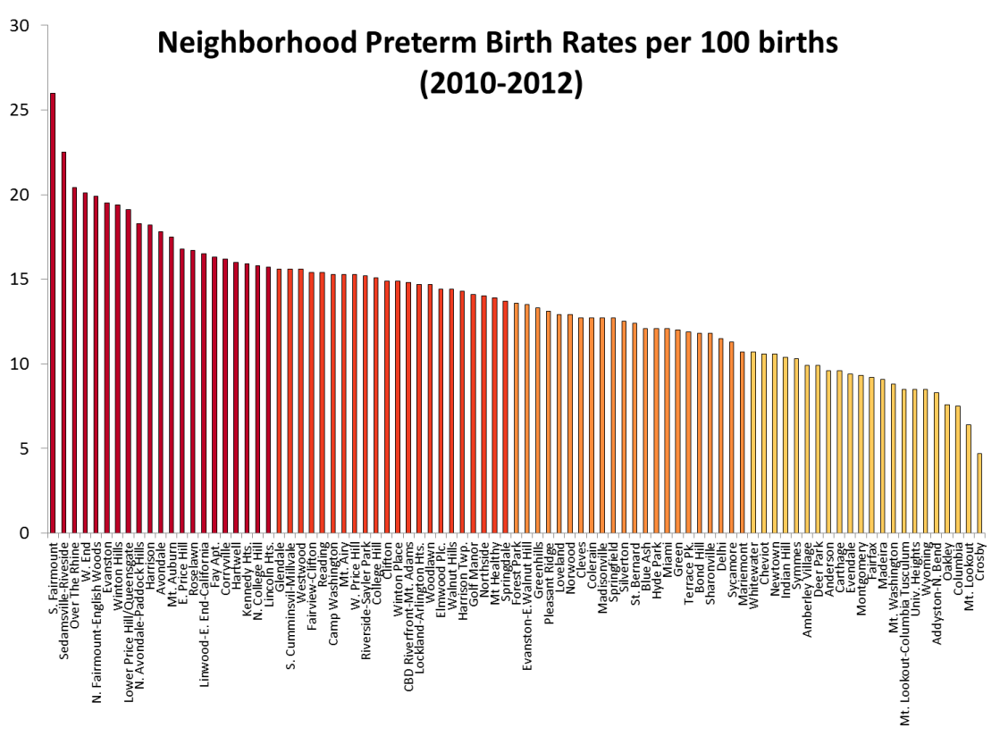 Neighborhood Preterm Birth Rates per 100 births
(2010-2012)
30
25
20
15
10
5
0
S. Fairmount
Sedamsville-Riverside
Over The Rhine
W. End
N. Fairmount-English Woods
Evanston
Winton Hills
Lower Price Hill/Queensgate
N. Avondale-Paddock Hills
Harrison
Avondale
Mt. Auburn
E. Price Hill
Roselawn
Linwood-E. End-California
Fay Apt.
Corryville
Hartwell
Kennedy Hts.
N. College Hill
Lincoln Hts.
Glendale
S. Cumminsvil-Millvale
Westwood
Fairview-Clifton
Reading
Camp Washington
Mt. Airy
W. Price Hill
Riverside-Sayler Park
College Hill
Clifton
Winton Place
CBD Riverfront-Mt. Adams
Lockland-Arlington Hts.
Woodlawn
Elmwood Plc.
Walnut Hills
Harrison Twp.
Golf Manor
Northside
Mt Healthy
Springdale
Forest Park
Evanston-E.Walnut Hill
Greenhills
Pleasant Ridge
Loveland
Norwood
Cleves
Colerain
Madisonville
Springfield
Silverton
St. Bernard
Blue Ash
Hyde Park
Miami
Green
Terrace Pk.
Bond Hill
Sharonville
Delhi
Sycamore
Mariemont
Whitewater
Cheviot
Newtown
Indian Hill
Symmes
Amberley Village
Deer Park
Anderson
Carthage
Evendale
Montgomery
Fairfax
Madeira
Mt. Washington
Mt. Lookout-Columbia Tusculum
Univ. Heights
Wyoming
Addyston-N. Bend
Oakley
Columbia
Mt. Lookout
Crosby